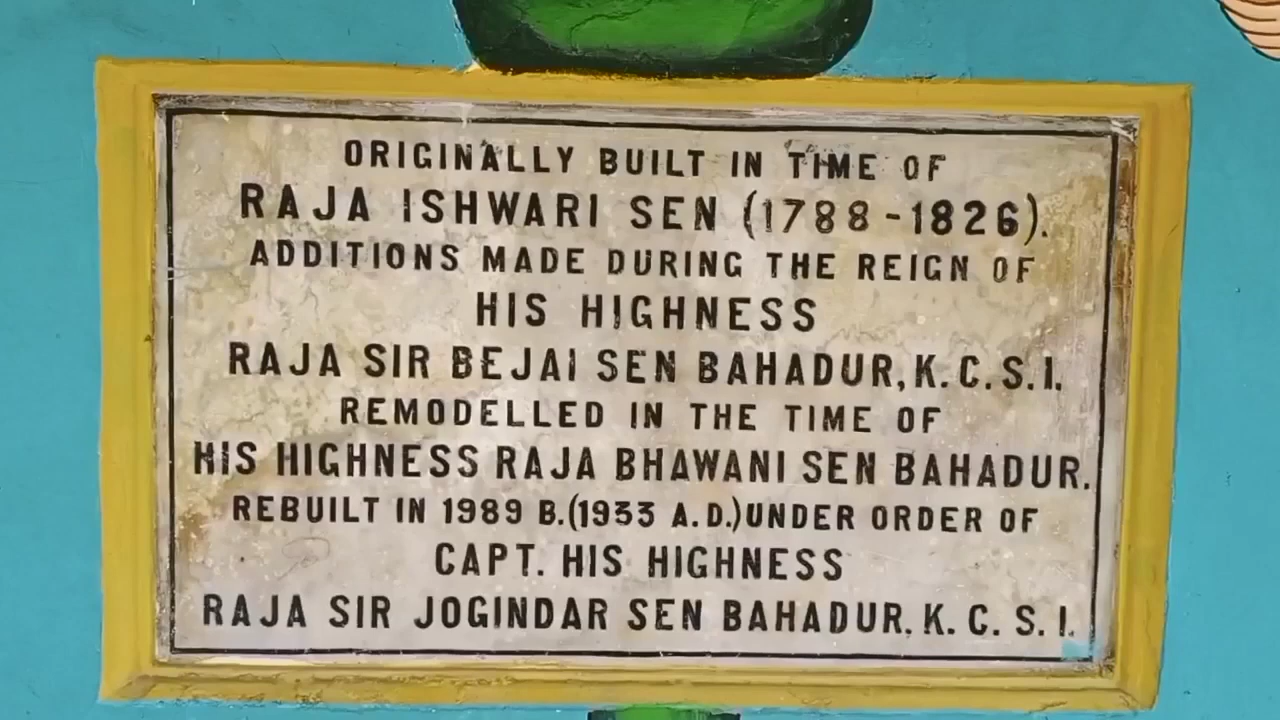 ORIGINALLY BUILT IN TIME OF
RAJA ISHWARI SEN (1788-1826).
ADDITIONS MADE DURING THE REIGN OF
HIS HIGHNESS
RAJA SIR BEJAI SEN BAHADUR, K.C.S.I.
REMODELLED IN THE TIME OF
HIS HIGHNESS RAJA BHAWANI SEN BAHADUR.
REBUILT IN 1989 B.(1933 A.D.)UNDER ORDER OF
CAPT. HIS HIGHNESS
RAJA SIR JOGINDAR SEN BAHADUR. K. C. S. I.